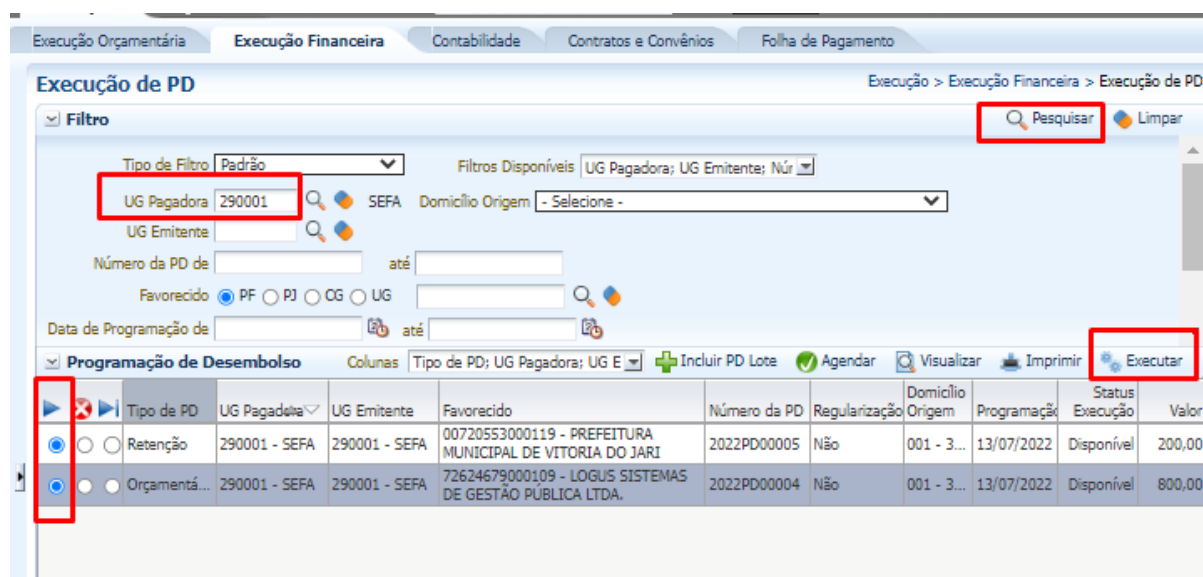 Execução Orçamentária Execução Financeira Contabilidade Contratos e Convênios Folha de Pagamento
Execução de PD Execução > Execução Financeira > Execução de PD
Filtro Pesquisar Limpar
Tipo de Filtro Padrão Filtros Disponíveis UG Pagadora; UG Emitente; Núr
UG Pagadora 290001 SEFA Domicílio Origem - Selecione -
UG Emitente
Número da PD de até
Favorecido PF PJ CG UG
Data de Programação de até
Programação de Desembolso Colunas Tipo de PD; UG Pagadora; UG E Incluir PD Lote Agendar Visualizar Imprimir Executar
Tipo de PD UG Pagadora UG Emitente Favorecido Número da PD Regularização Domicílio Origem Programaçã Status Execução Valor
Retenção 290001 - SEFA 290001 - SEFA 00720553000119 - PREFEITURA MUNICIPAL DE VITORIA DO JARI 2022PD00005 Não 001 - 3... 13/07/2022 Disponível 200,00
Orçamentá... 290001 - SEFA 290001 - SEFA 72624679000109 - LOGUS SISTEMAS DE GESTÃO PÚBLICA LTDA. 2022PD00004 Não 001 - 3... 13/07/2022 Disponível 800,00